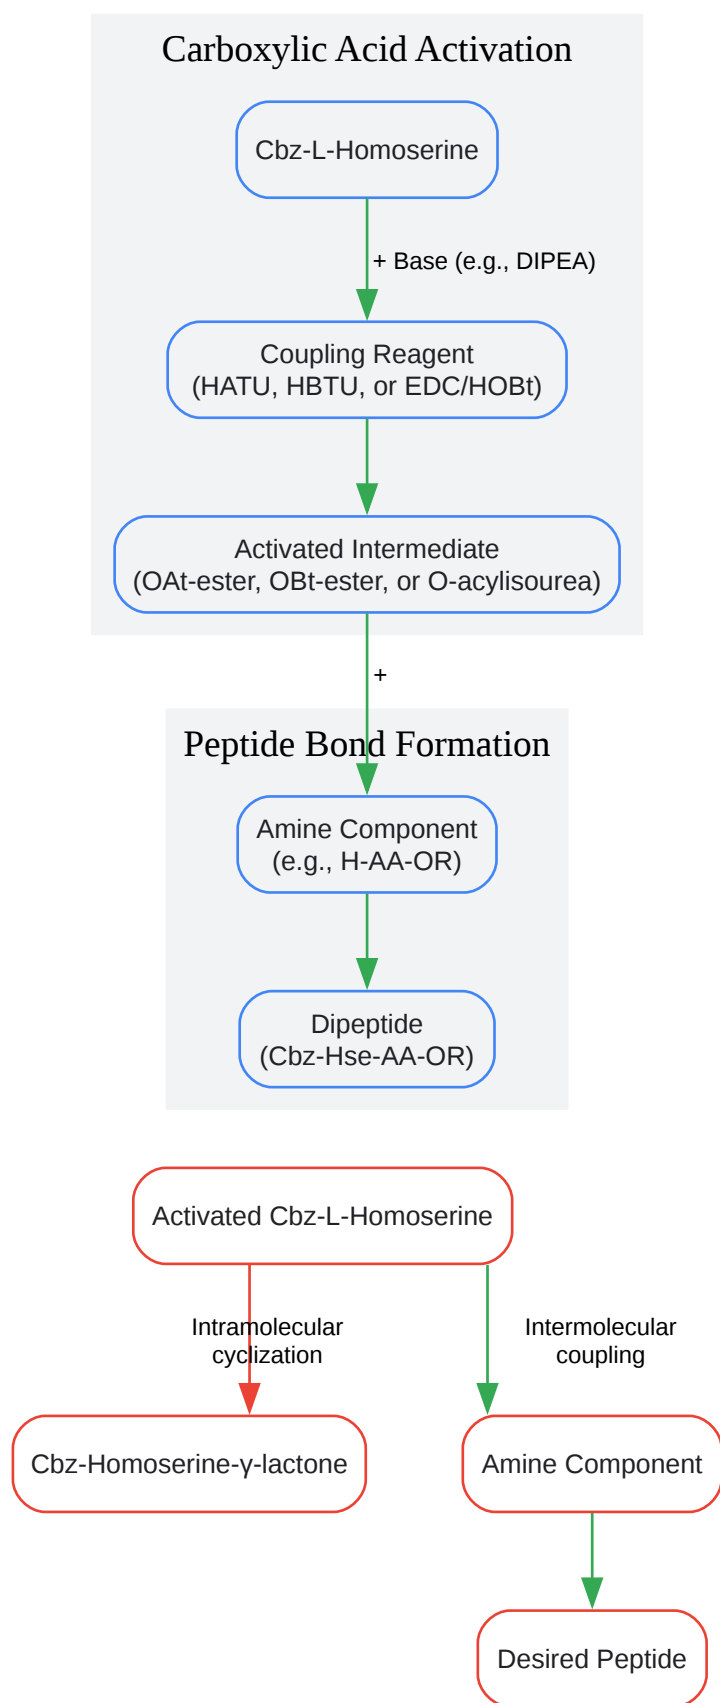 Carboxylic Acid Activation
Cbz-L-Homoserine
+ Base (e.g., DIPEA)
Coupling Reagent
(HATU, HBTU, or EDC/HOBt)
Activated Intermediate
(OAt-ester, OBt-ester, or O-acylisourea)
+
Peptide Bond Formation
Amine Component
(e.g., H-AA-OR)
Dipeptide
(Cbz-Hse-AA-OR)
Activated Cbz-L-Homoserine
Intramolecular
cyclization
Intermolecular
coupling
Cbz-Homoserine-γ-lactone
Amine Component
Desired Peptide